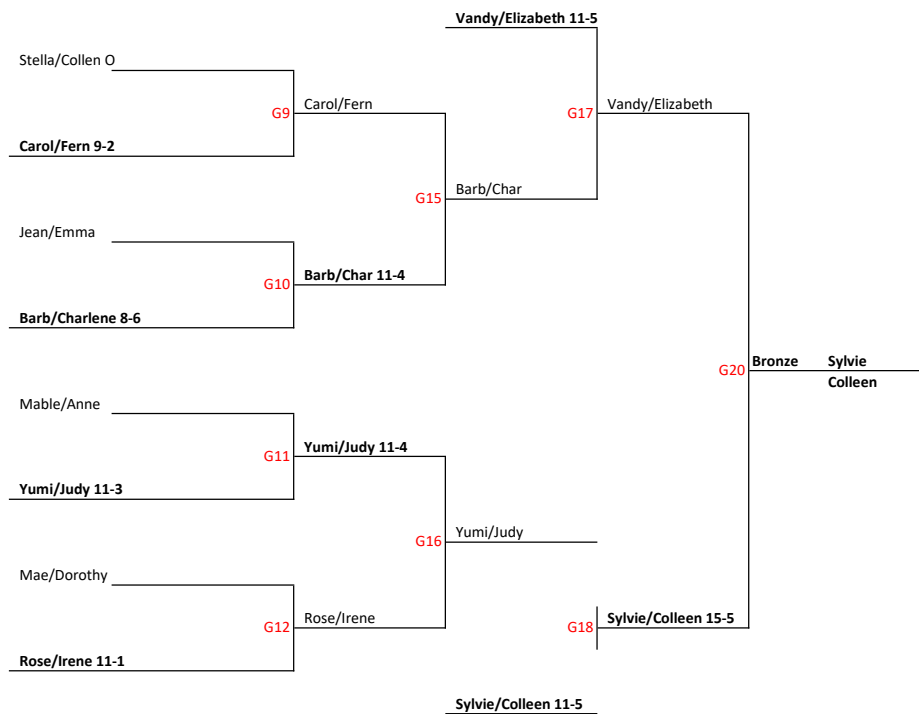 Vandy/Elizabeth 11-5
Stella/Collen O
G9
Carol/Fern
G17
Vandy/Elizabeth
Carol/Fern 9-2
G15
Barb/Char
Jean/Emma
G10
Barb/Char 11-4
Barb/Charlene 8-6
G20
Bronze
Sylvie
Colleen
Mable/Anne
G11
Yumi/Judy 11-4
Yumi/Judy 11-3
G16
Yumi/Judy
Mae/Dorothy
G12
Rose/Irene
G18
Sylvie/Colleen 15-5
Rose/Irene 11-1
Sylvie/Colleen 11-5